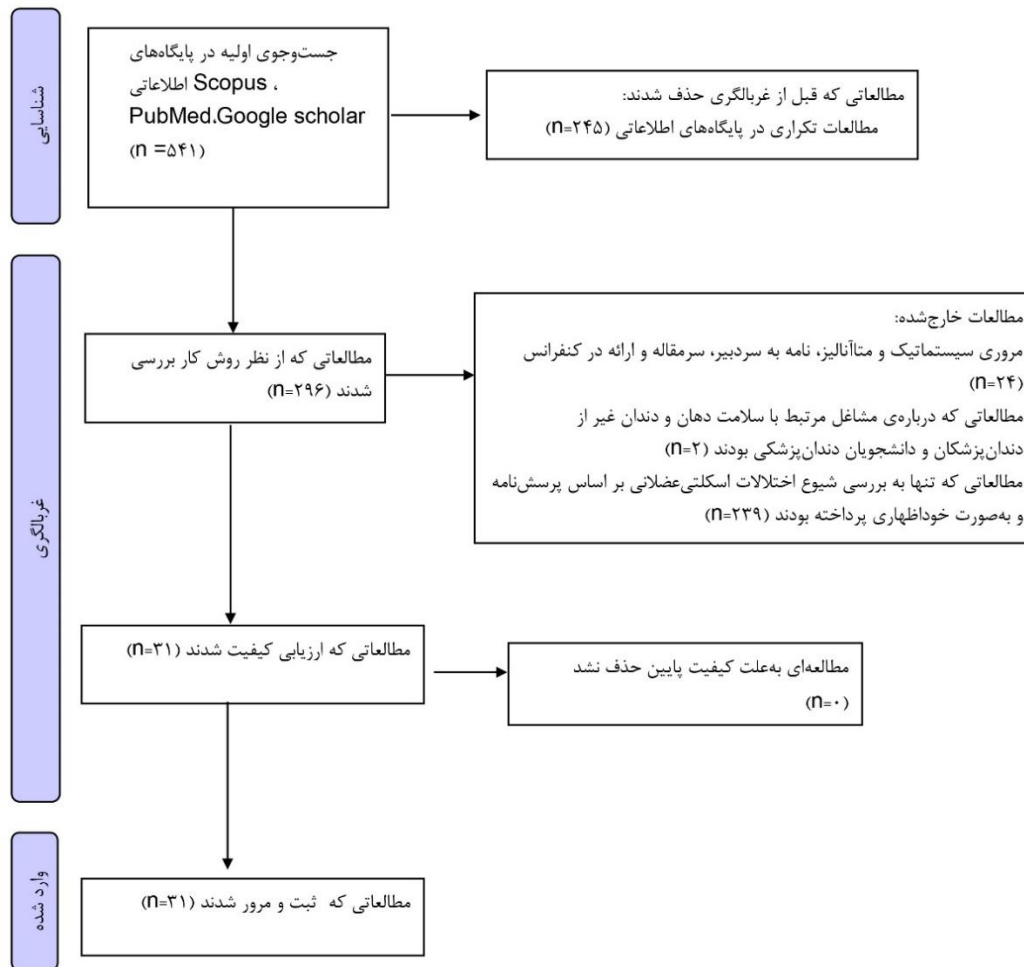 شناسایی
جست‌وجوی اولیه در پایگاه‌های
اطلاعاتی Scopus ،
PubMed،Google scholar
(n =۵۴۱)
مطالعاتی که قبل از غربالگری حذف شدند:
مطالعات تکراری در پایگاه‌های اطلاعاتی (n=۲۴۵)
غربالگری
مطالعاتی که از نظر روش کار بررسی
شدند (n=۲۹۶)
مطالعات خارج‌شده:
مروری سیستماتیک و متاآنالیز، نامه به سردبیر، سرمقاله و ارائه در کنفرانس
(n=۲۴)
مطالعاتی که درباره‌ی مشاغل مرتبط با سلامت دهان و دندان غیر از
دندان‌پزشکان و دانشجویان دندان‌پزشکی بودند (n=۲)
مطالعاتی که تنها به بررسی شیوع اختلالات اسکلتی‌عضلانی بر اساس پرسش‌نامه
و به‌صورت خوداظهاری پرداخته بودند (n=۲۳۹)
مطالعاتی که ارزیابی کیفیت شدند (n=۳۱)
مطالعه‌ای به‌علت کیفیت پایین حذف نشد
(n=۰)
وارد شده
مطالعاتی که ثبت و مرور شدند (n=۳۱)